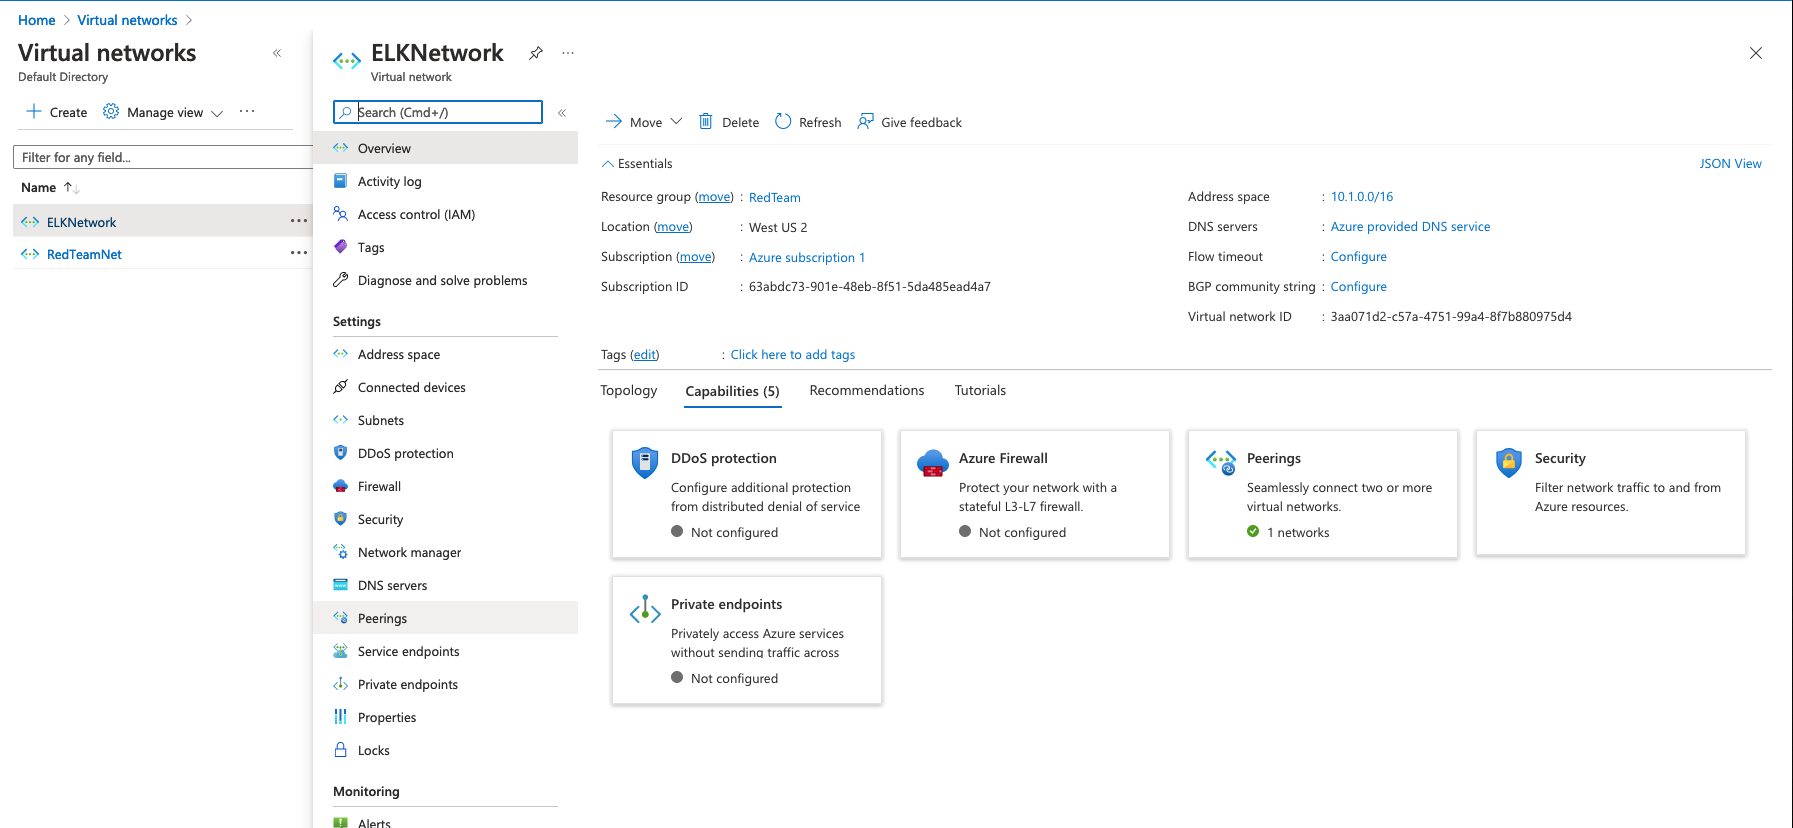 Home > Virtual networks >
Virtual networks «
Default Directory
Create Manage view ···
Filter for any field...
Name ↑↓
ELKNetwork ···
RedTeamNet ···
ELKNetwork ···
Virtual network
Search (Cmd+/) «
Overview
Activity log
Access control (IAM)
Tags
Diagnose and solve problems
Settings
Address space
Connected devices
Subnets
DDoS protection
Firewall
Security
Network manager
DNS servers
Peerings
Service endpoints
Private endpoints
Properties
Locks
Monitoring
Alerts
Move Delete Refresh Give feedback
Essentials JSON View
Resource group (move) : RedTeam
Location (move) : West US 2
Subscription (move) : Azure subscription 1
Subscription ID : 63abdc73-901e-48eb-8f51-5da485ead4a7
Address space : 10.1.0.0/16
DNS servers : Azure provided DNS service
Flow timeout : Configure
BGP community string : Configure
Virtual network ID : 3aa071d2-c57a-4751-99a4-8f7b880975d4
Tags (edit) : Click here to add tags
Topology Capabilities (5) Recommendations Tutorials
DDoS protection
Configure additional protection
from distributed denial of service
Not configured
Azure Firewall
Protect your network with a
stateful L3-L7 firewall.
Not configured
Peerings
Seamlessly connect two or more
virtual networks.
1 networks
Security
Filter network traffic to and from
Azure resources.
Private endpoints
Privately access Azure services
without sending traffic across
Not configured